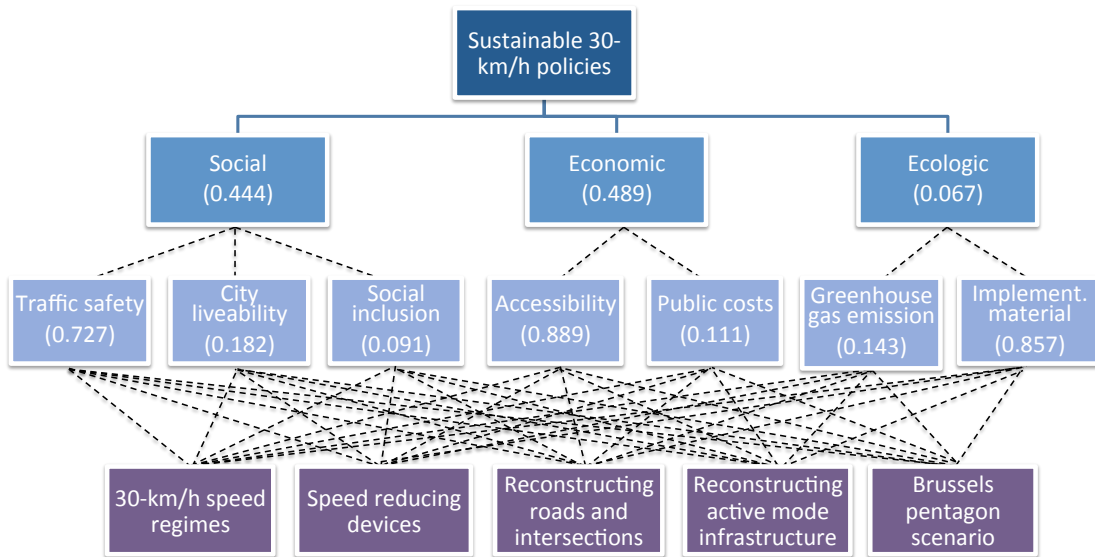 Sustainable 30-
km/h policies
Social
(0.444)
Economic
(0.489)
Ecologic
(0.067)
Traffic safety
(0.727)
City
liveability
(0.182)
Social
inclusion
(0.091)
Accessibility
(0.889)
Public costs
(0.111)
Greenhouse
gas emission
(0.143)
Implement.
material
(0.857)
30-km/h speed
regimes
Speed reducing
devices
Reconstructing
roads and
intersections
Reconstructing
active mode
infrastructure
Brussels
pentagon
scenario